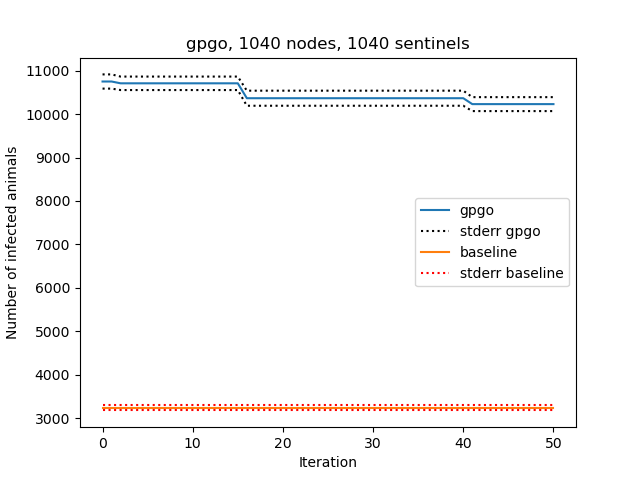 gpgo, 1040 nodes, 1040 sentinels
11000
10000
9000
8000
7000
6000
5000
4000
3000
Number of infected animals
gpgo
stderr gpgo
baseline
stderr baseline
0 10 20 30 40 50
Iteration